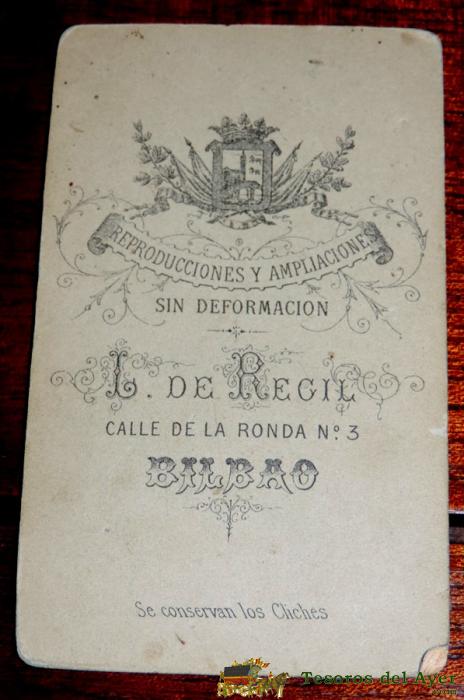 REPRODUCCIONES Y AMPLIACIONES
SIN DEFORMACION
L. DE REGIL
CALLE DE LA RONDA Nº 3
BILBAO
Se conservan los Cliches
Tesoros del Ayer